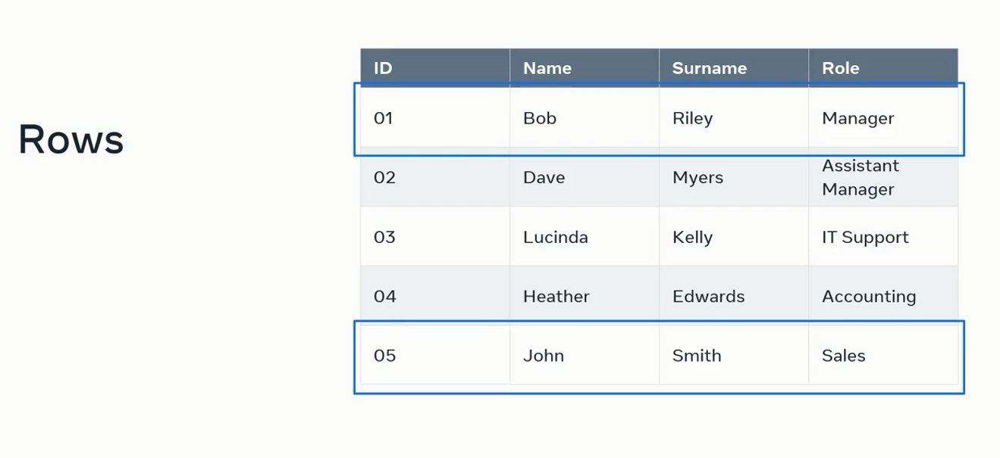 Rows
ID Name Surname Role
01 Bob Riley Manager
02 Dave Myers Assistant Manager
03 Lucinda Kelly IT Support
04 Heather Edwards Accounting
05 John Smith Sales